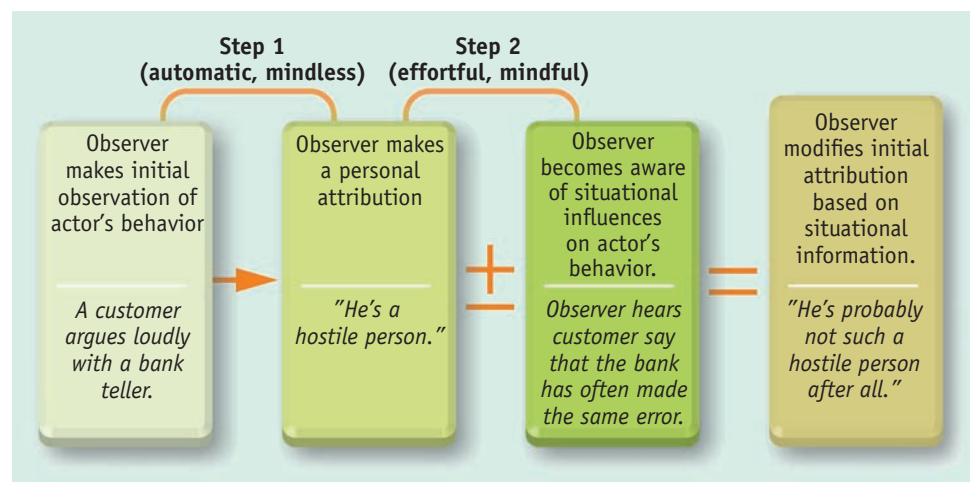 Step 1
(automatic, mindless)
Step 2
(effortful, mindful)
Observer
makes initial
observation of
actor’s behavior
A customer
argues loudly
with a bank
teller.
Observer makes
a personal
attribution
”He’s a
hostile person.”
Observer
becomes aware
of situational
influences
on actor’s
behavior.
Observer hears
customer say
that the bank
has often made
the same error.
Observer
modifies initial
attribution
based on
situational
information.
”He’s probably
not such a
hostile person
after all.”